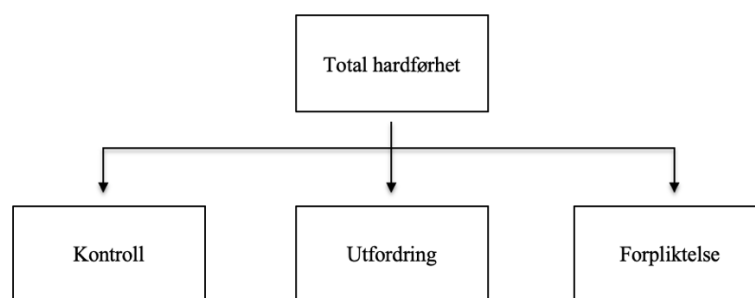 Total hardførhet
Kontroll
Utfordring
Forpliktelse